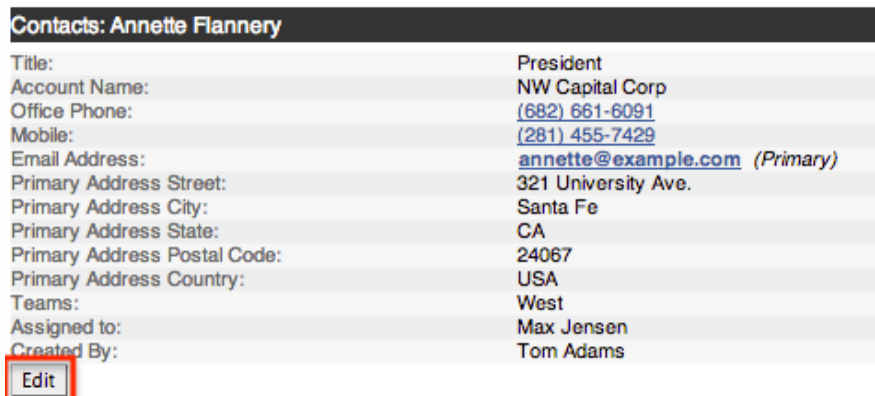 Contacts: Annette Flannery
Title: President
Account Name: NW Capital Corp
Office Phone: (682) 661-6091
Mobile: (281) 455-7429
Email Address: annette@example.com (Primary)
Primary Address Street: 321 University Ave.
Primary Address City: Santa Fe
Primary Address State: CA
Primary Address Postal Code: 24067
Primary Address Country: USA
Teams: West
Assigned to: Max Jensen
Created By: Tom Adams
Edit